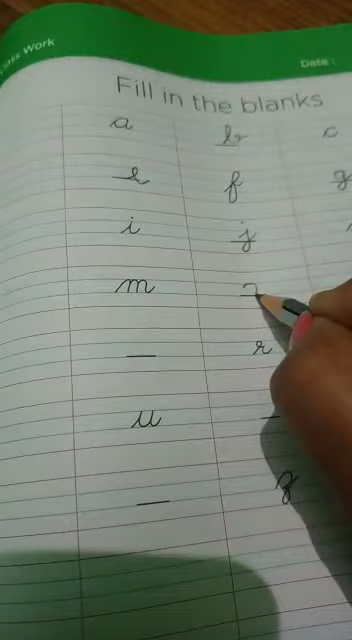 Class Work
Date :
Fill in the blanks
a b c
e f g
i j
m
_ r
u _
_ z